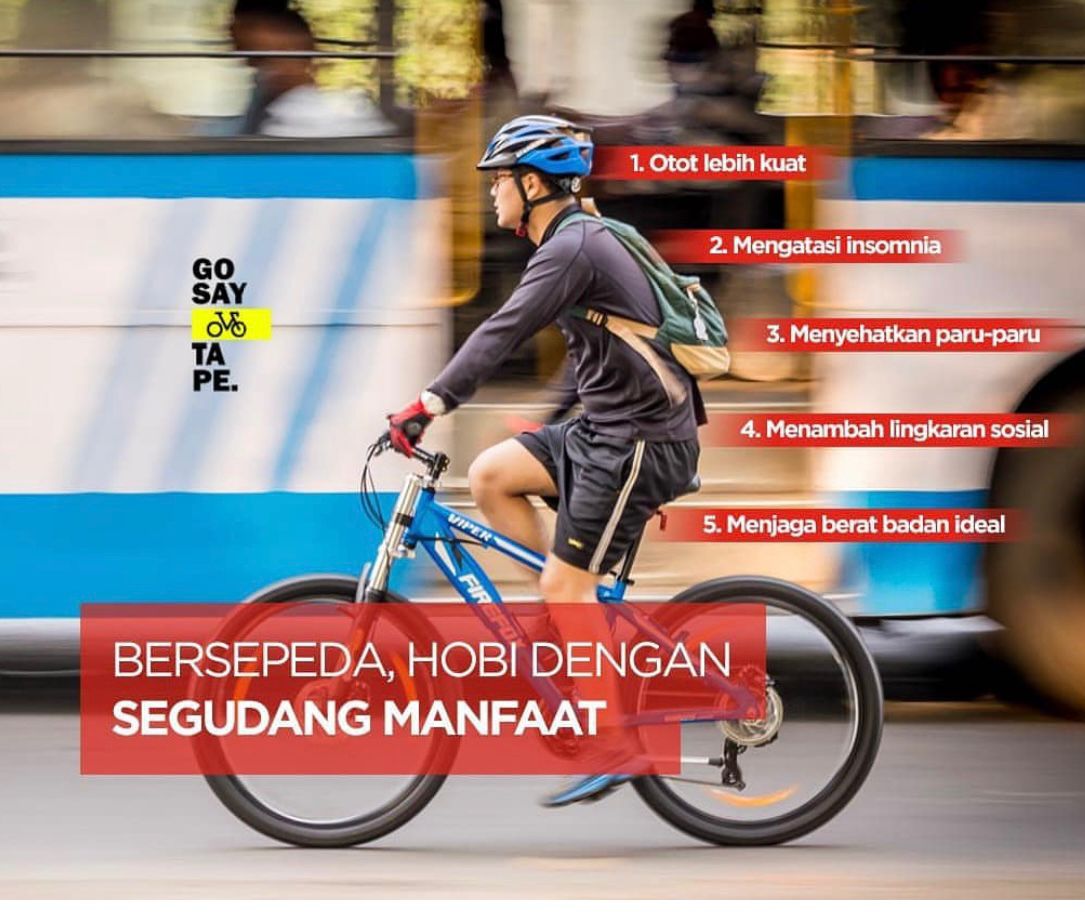 1. Otot lebih kuat
2. Mengatasi insomnia
GO
SAY
TA
PE.
3. Menyehatkan paru-paru
4. Menambah lingkaran sosial
5. Menjaga berat badan ideal
VIPER
FIREFO
BERSEPEDA, HOBI DENGAN
SEGUDANG MANFAAT